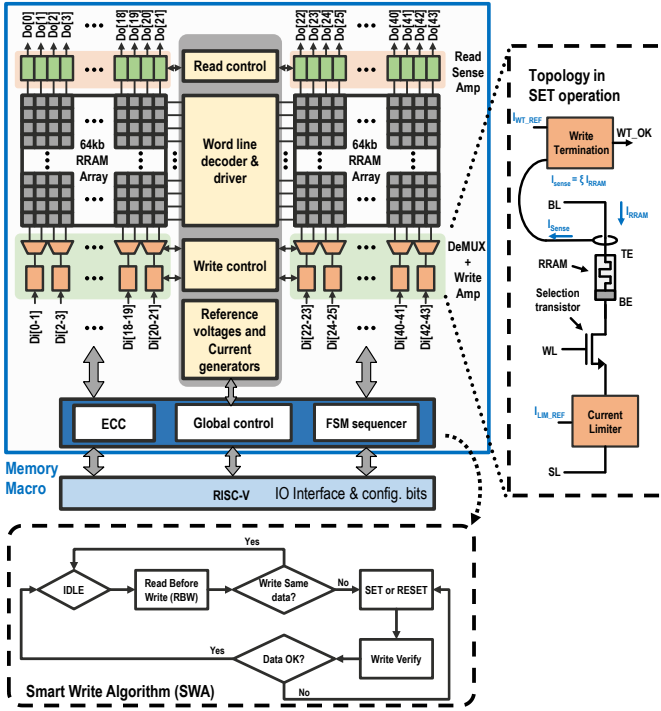 Do[0]
Do[1]
Do[2]
Do[3]
Do[18]
Do[19]
Do[20]
Do[21]
Do[22]
Do[23]
Do[24]
Do[25]
Do[40]
Do[41]
Do[42]
Do[43]
Read control
Read
Sense
Amp
64kb
RRAM
Array
Word line
decoder &
driver
64kb
RRAM
Array
Write control
DeMUX
+
Write
Amp
Di[0-1]
Di[2-3]
Di[18-19]
Di[20-21]
Reference
voltages and
Current
generators
Di[22-23]
Di[24-25]
Di[40-41]
Di[42-43]
ECC
Global control
FSM sequencer
Memory
Macro
RISC-V
IO Interface & config. bits
Topology in
SET operation
I_WT_REF
Write
Termination
WT_OK
I_sense = ξ I_RRAM
BL
I_RRAM
I_Sense
TE
RRAM
BE
Selection
transistor
WL
I_LIM_REF
Current
Limiter
SL
Yes
IDLE
Read Before
Write (RBW)
Write Same
data?
No
SET or RESET
Yes
Data OK?
Write Verify
No
Smart Write Algorithm (SWA)